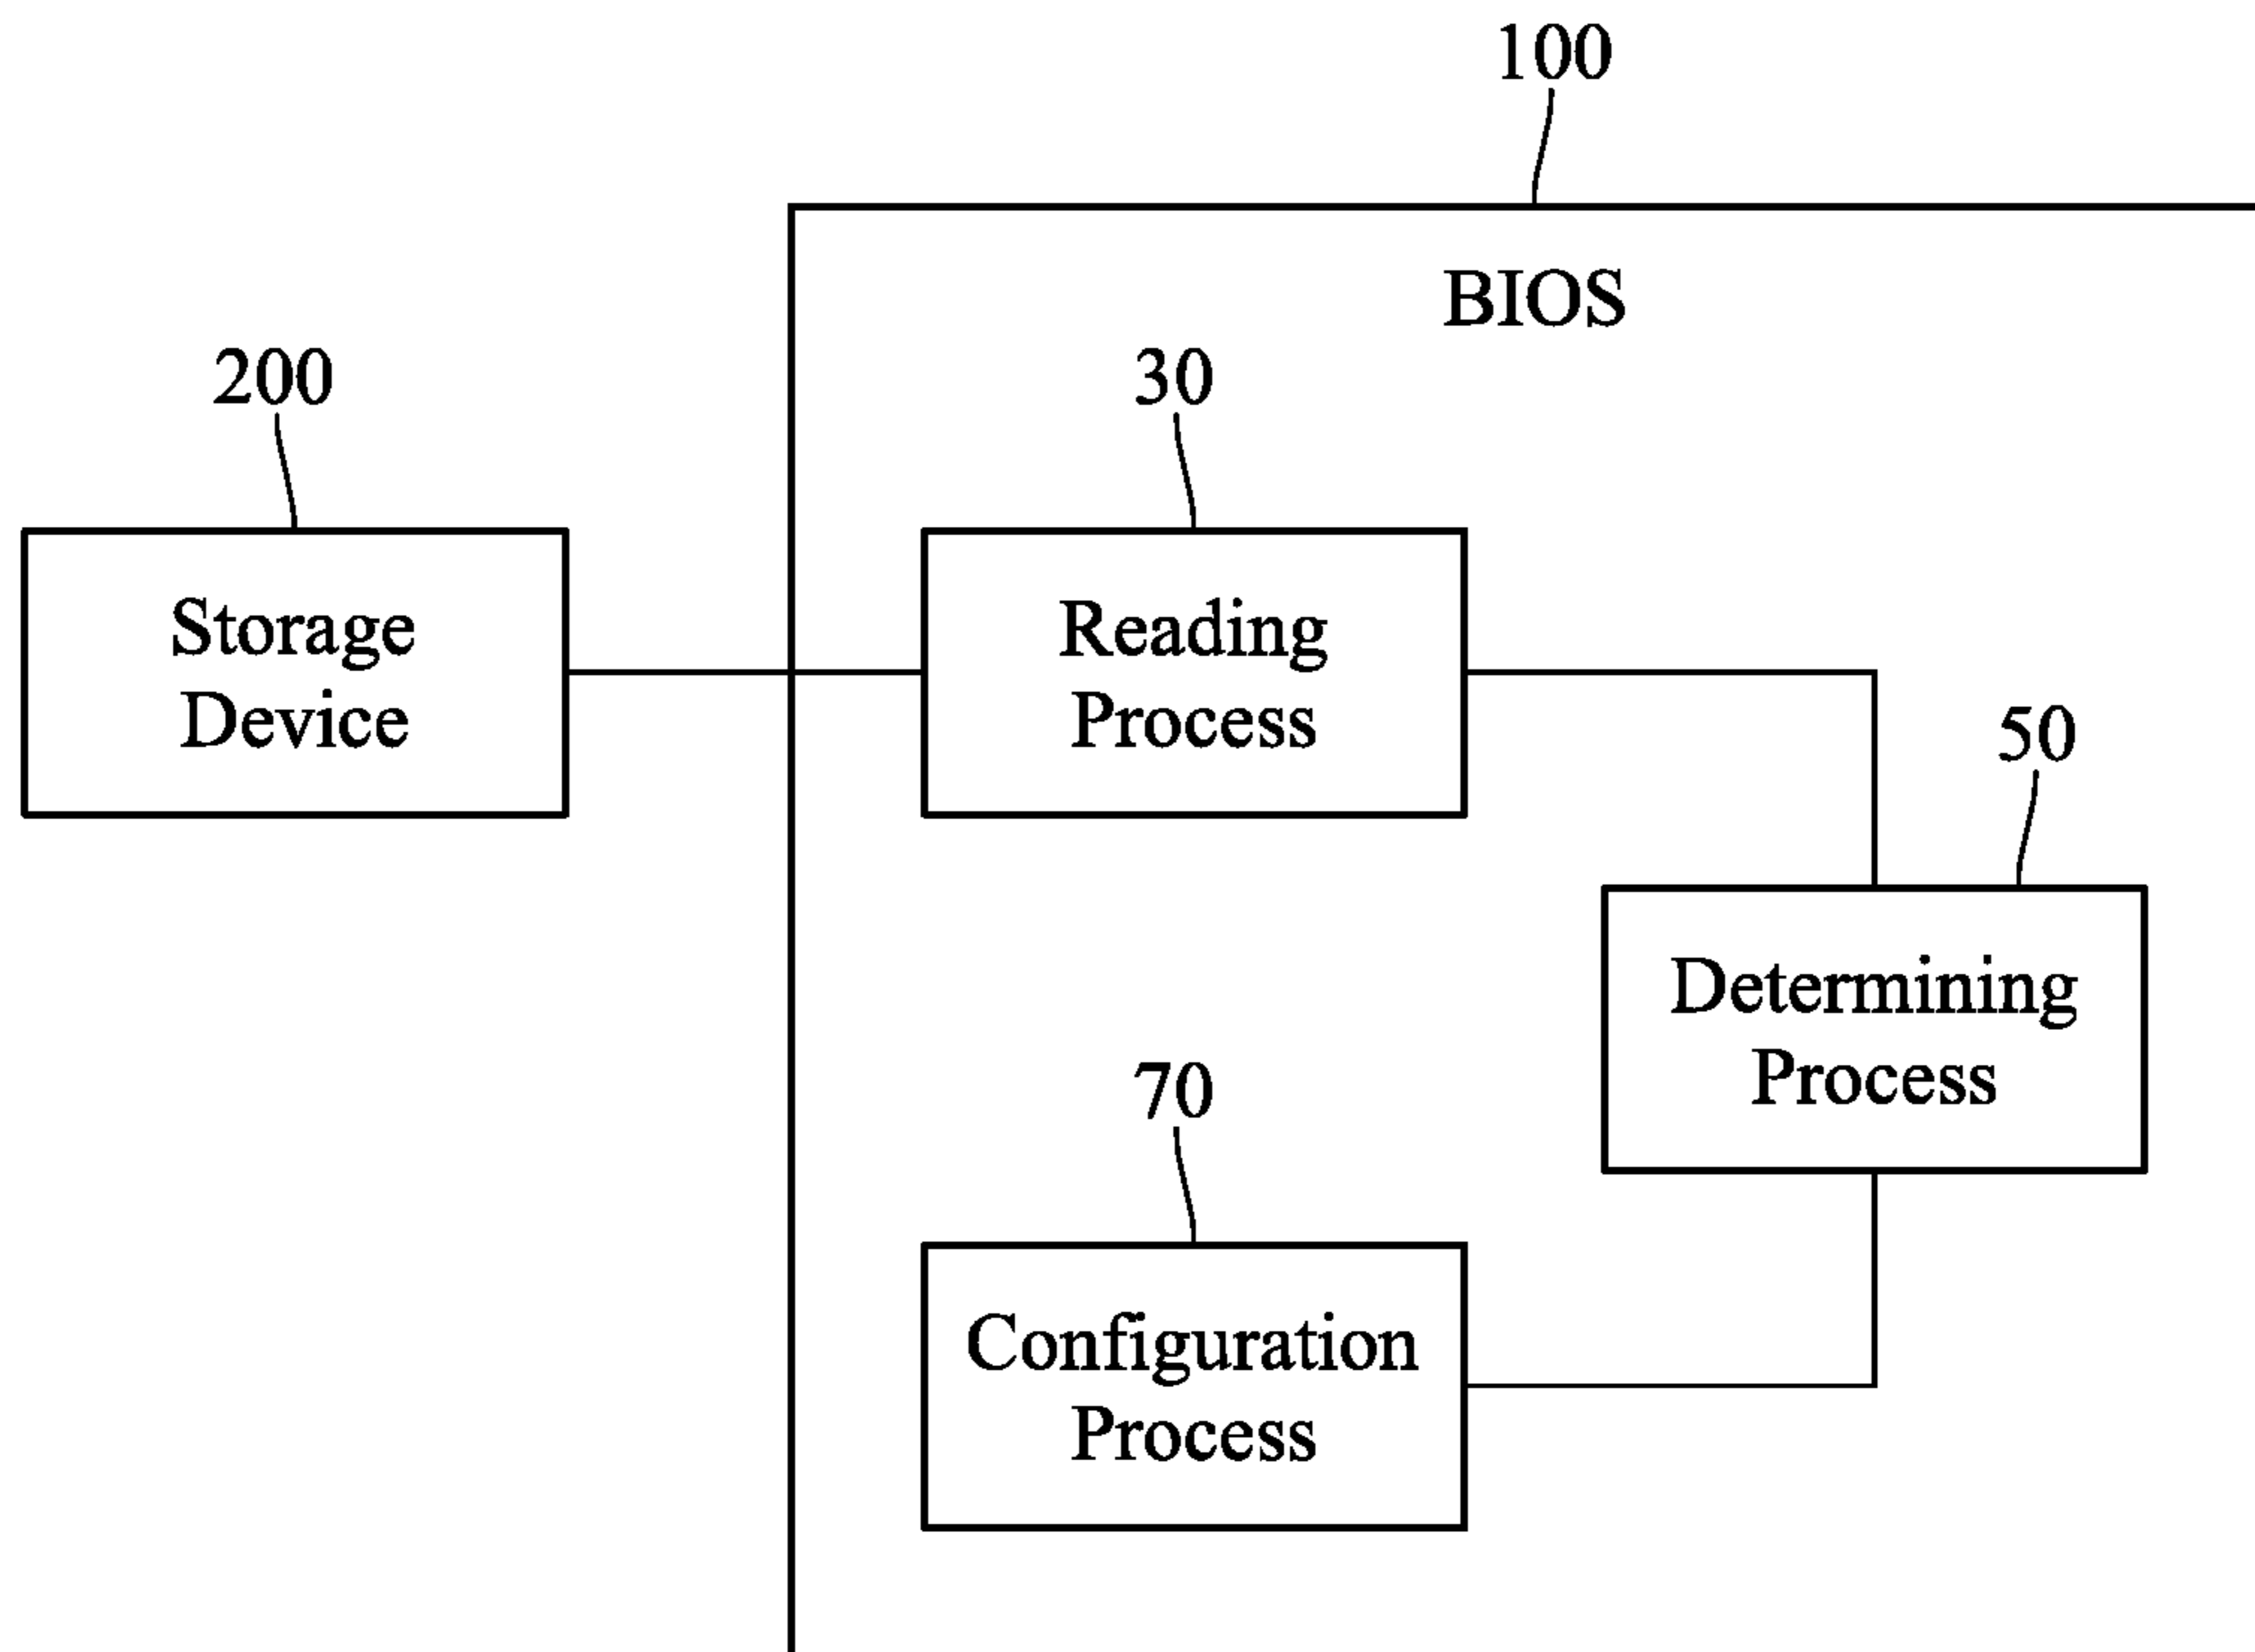 100
BIOS
200
30
Storage
Device
Reading
Process
50
Determining
Process
70
Configuration
Process